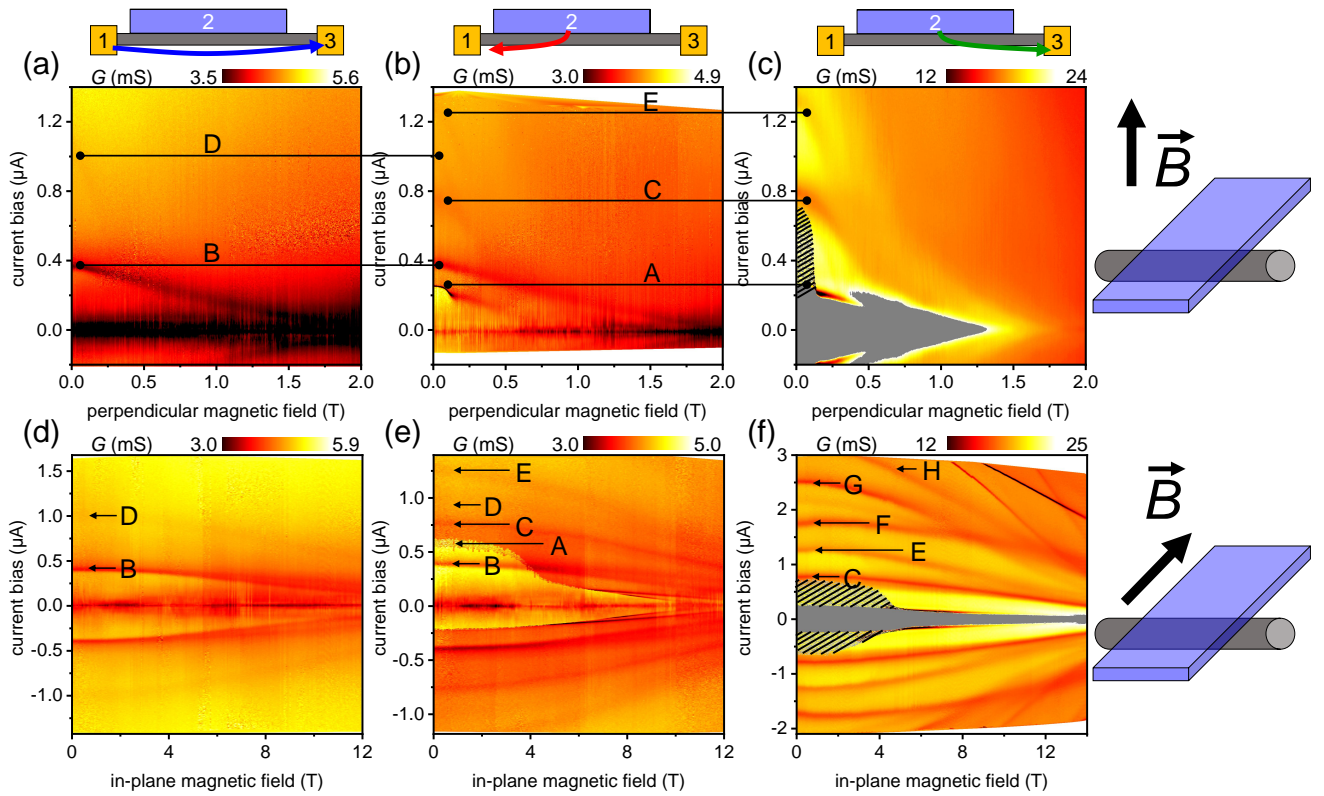 1 2 3
1 2 3
1 2 3
(a) G (mS) 3.5 5.6
(b) G (mS) 3.0 4.9
(c) G (mS) 12 24
current bias (µA)
1.2
0.8
0.4
0.0
D
B
0.0 0.5 1.0 1.5 2.0
perpendicular magnetic field (T)
current bias (µA)
1.2
0.8
0.4
0.0
E
C
A
0.0 0.5 1.0 1.5 2.0
perpendicular magnetic field (T)
current bias (µA)
1.2
0.8
0.4
0.0
0.0 0.5 1.0 1.5 2.0
perpendicular magnetic field (T)
B
(d) G (mS) 3.0 5.9
(e) G (mS) 3.0 5.0
(f) G (mS) 12 25
current bias (µA)
1.5
1.0
0.5
0.0
-0.5
-1.0
D
B
0 4 8 12
in-plane magnetic field (T)
current bias (µA)
1.0
0.5
0.0
-0.5
-1.0
E
D
C
A
B
0 4 8 12
in-plane magnetic field (T)
current bias (µA)
3
2
1
0
-1
-2
H
G
F
E
C
0 4 8 12
in-plane magnetic field (T)
B